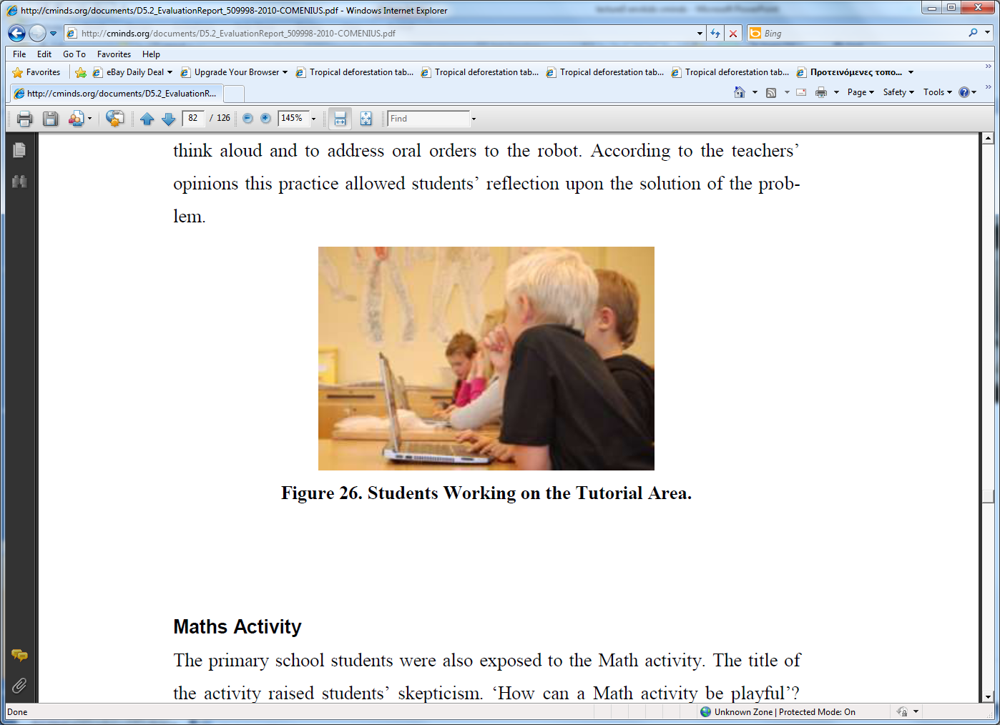 http://cminds.org/documents/D5.2_EvaluationReport_509998-2010-COMENIUS.pdf - Windows Internet Explorer
http://cminds.org/documents/D5.2_EvaluationReport_509998-2010-COMENIUS.pdf
Bing
File Edit Go To Favorites Help
Favorites eBay Daily Deal Upgrade Your Browser Tropical deforestation tab... Tropical deforestation tab... Tropical deforestation tab... Tropical deforestation tab... Προτεινόμενες τοπο...
http://cminds.org/documents/D5.2_EvaluationR...
Page Safety Tools
82 / 126 145% Find
think aloud and to address oral orders to the robot. According to the teachers’
opinions this practice allowed students’ reflection upon the solution of the prob-
lem.
Figure 26. Students Working on the Tutorial Area.
Maths Activity
The primary school students were also exposed to the Math activity. The title of
the activity raised students’ skepticism. ‘How can a Math activity be playful’?
Done
Unknown Zone | Protected Mode: On